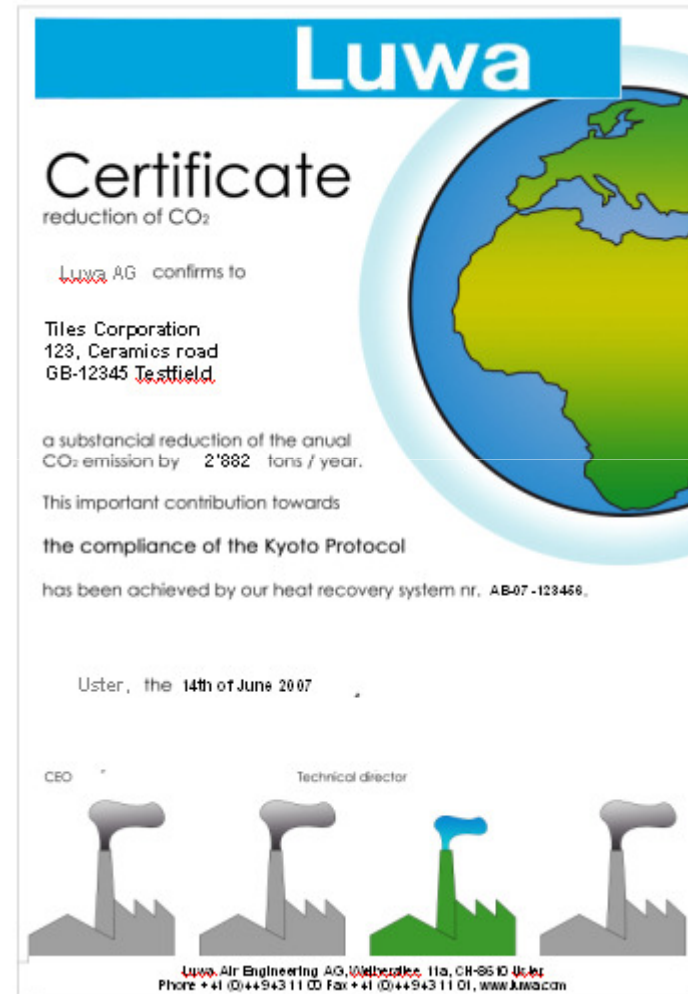 Luwa
Certificate
reduction of CO₂
Luwa AG confirms to
Tiles Corporation
123, Ceramics road
GB-12345 Testfield
a substancial reduction of the anual
CO₂ emission by 2'882 tons / year.
This important contribution towards
the compliance of the Kyoto Protocol
has been achieved by our heat recovery system nr. AB-07-123456.
Uster, the 14th of June 2007
CEO Technical director
Luwa Air Engineering AG, 11a, CH-8610 Uster
Phone +41 (0)44 943 11 00 Fax +41 (0)44 943 11 01, www.luwa.com